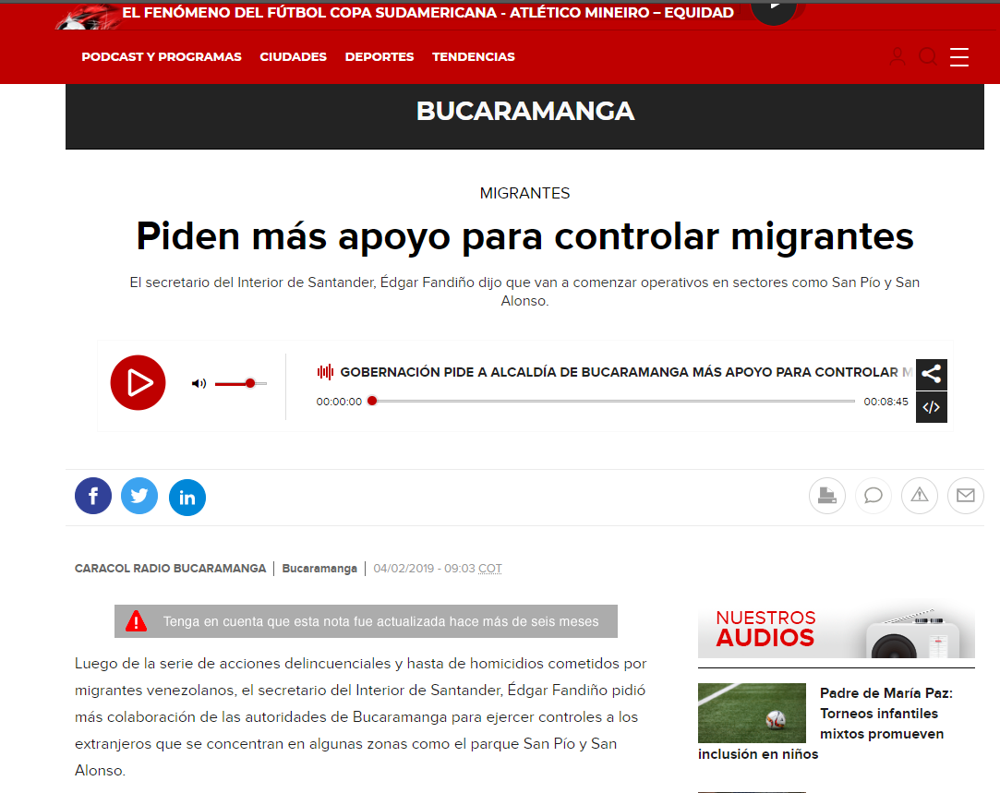 EL FENÓMENO DEL FÚTBOL COPA SUDAMERICANA - ATLÉTICO MINEIRO – EQUIDAD
PODCAST Y PROGRAMAS CIUDADES DEPORTES TENDENCIAS
BUCARAMANGA
MIGRANTES
Piden más apoyo para controlar migrantes
El secretario del Interior de Santander, Édgar Fandiño dijo que van a comenzar operativos en sectores como San Pío y San
Alonso.
GOBERNACIÓN PIDE A ALCALDÍA DE BUCARAMANGA MÁS APOYO PARA CONTROLAR M
00:00:00 00:08:45
CARACOL RADIO BUCARAMANGA | Bucaramanga | 04/02/2019 - 09:03 COT
Tenga en cuenta que esta nota fue actualizada hace más de seis meses
Luego de la serie de acciones delincuenciales y hasta de homicidios cometidos por
migrantes venezolanos, el secretario del Interior de Santander, Édgar Fandiño pidió
más colaboración de las autoridades de Bucaramanga para ejercer controles a los
extranjeros que se concentran en algunas zonas como el parque San Pío y San
Alonso.
NUESTROS
AUDIOS
Padre de María Paz:
Torneos infantiles
mixtos promueven
inclusión en niños